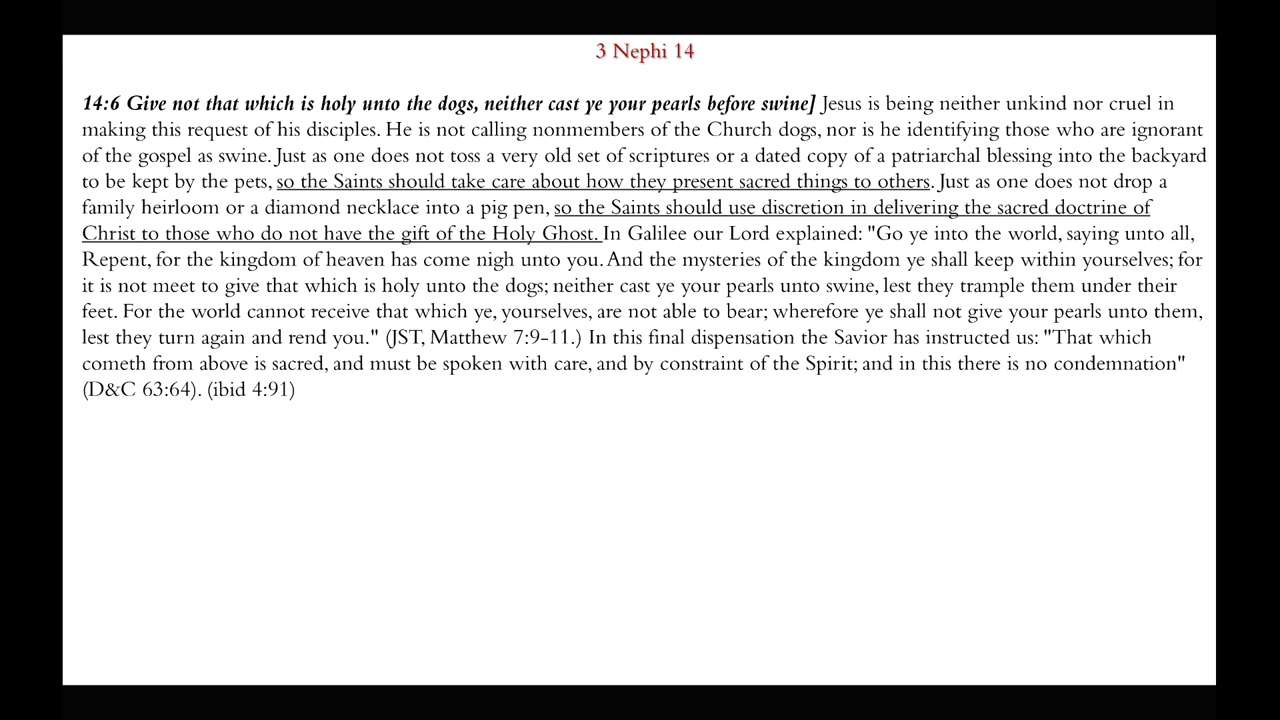 3 Nephi 14
14:6 Give not that which is holy unto the dogs, neither cast ye your pearls before swine] Jesus is being neither unkind nor cruel in
making this request of his disciples. He is not calling nonmembers of the Church dogs, nor is he identifying those who are ignorant
of the gospel as swine. Just as one does not toss a very old set of scriptures or a dated copy of a patriarchal blessing into the backyard
to be kept by the pets, so the Saints should take care about how they present sacred things to others. Just as one does not drop a
family heirloom or a diamond necklace into a pig pen, so the Saints should use discretion in delivering the sacred doctrine of
Christ to those who do not have the gift of the Holy Ghost. In Galilee our Lord explained: "Go ye into the world, saying unto all,
Repent, for the kingdom of heaven has come nigh unto you. And the mysteries of the kingdom ye shall keep within yourselves; for
it is not meet to give that which is holy unto the dogs; neither cast ye your pearls unto swine, lest they trample them under their
feet. For the world cannot receive that which ye, yourselves, are not able to bear; wherefore ye shall not give your pearls unto them,
lest they turn again and rend you." (JST, Matthew 7:9-11.) In this final dispensation the Savior has instructed us: "That which
cometh from above is sacred, and must be spoken with care, and by constraint of the Spirit; and in this there is no condemnation"
(D&C 63:64). (ibid 4:91)